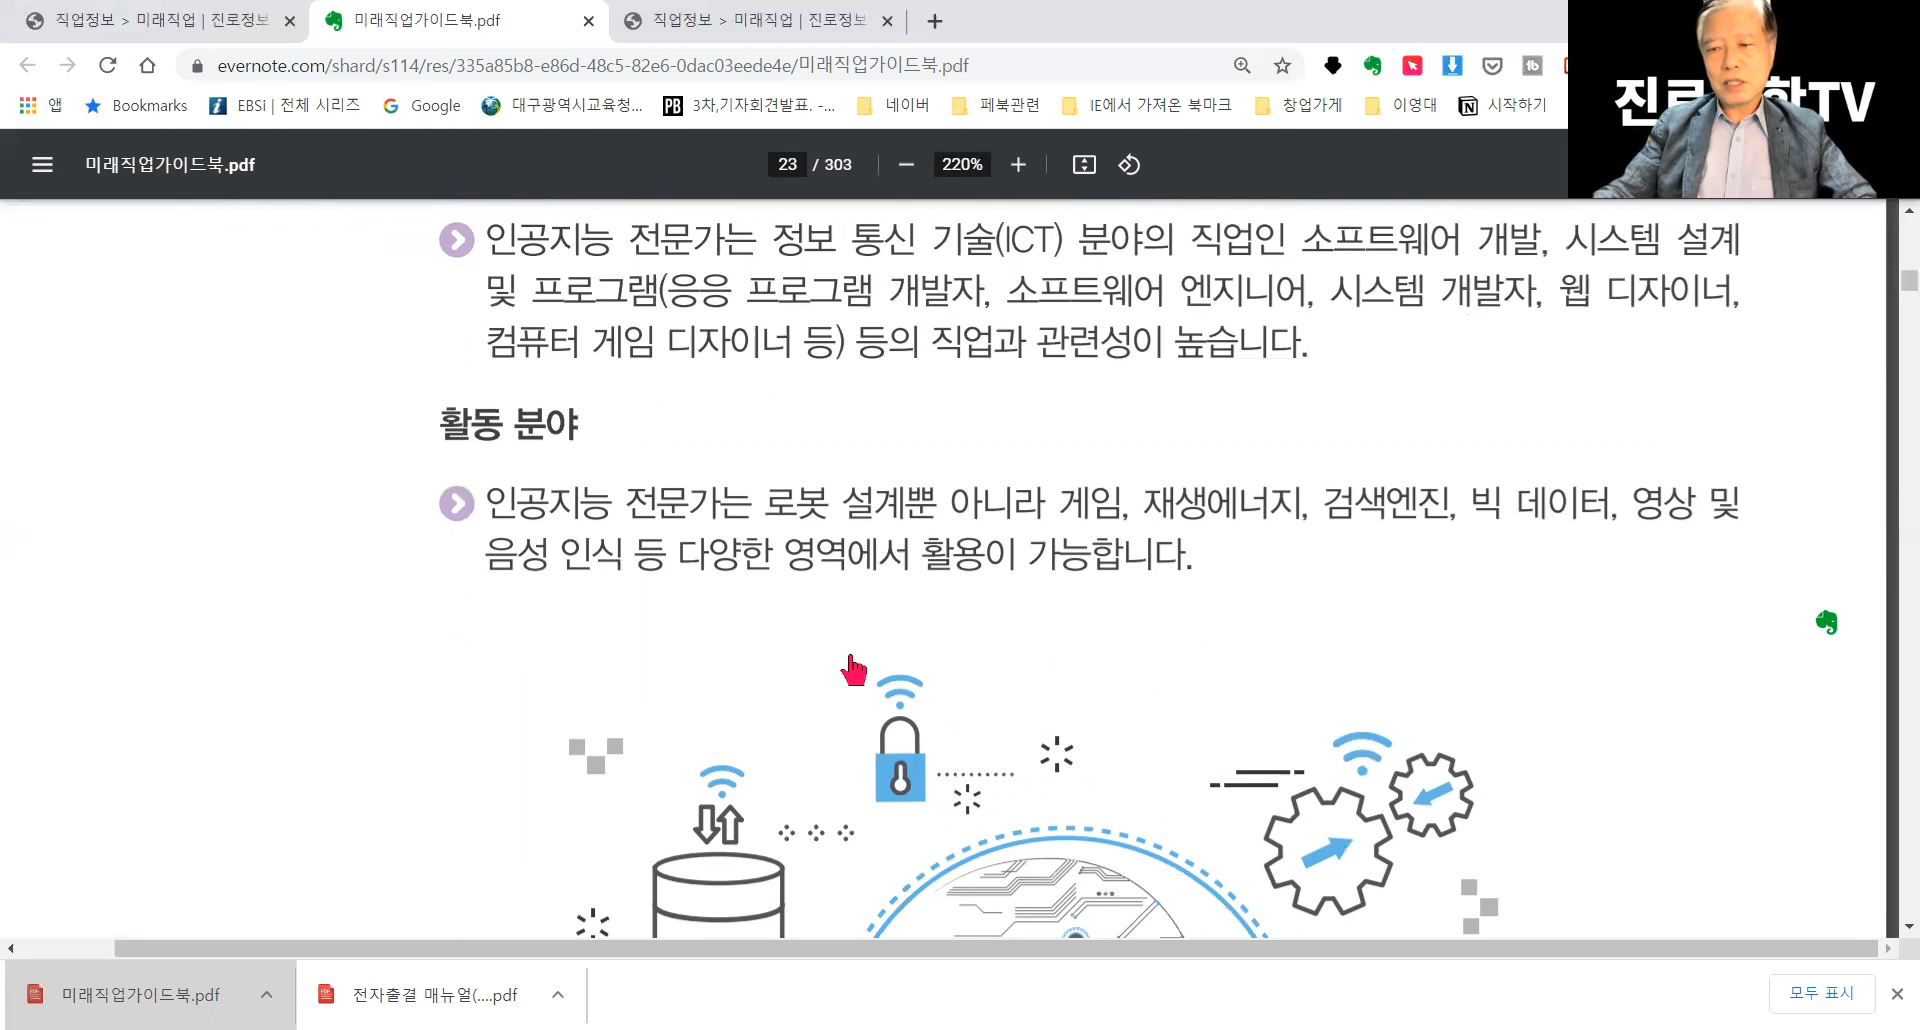 직업정보 > 미래직업 | 진로정보
미래직업가이드북.pdf
직업정보 > 미래직업 | 진로정보
evernote.com/shard/s114/res/335a85b8-e86d-48c5-82e6-0dac03eede4e/미래직업가이드북.pdf
앱
Bookmarks
EBSi | 전체 시리즈
Google
대구광역시교육청...
3차,기자회견발표. -...
네이버
페북관련
IE에서 가져온 북마크
창업가게
이영대
시작하기
TV
미래직업가이드북.pdf
23 / 303
220%
인공지능 전문가는 정보 통신 기술(ICT) 분야의 직업인 소프트웨어 개발, 시스템 설계
및 프로그램(응응 프로그램 개발자, 소프트웨어 엔지니어, 시스템 개발자, 웹 디자이너,
컴퓨터 게임 디자이너 등) 등의 직업과 관련성이 높습니다.
활동 분야
인공지능 전문가는 로봇 설계뿐 아니라 게임, 재생에너지, 검색엔진, 빅 데이터, 영상 및
음성 인식 등 다양한 영역에서 활용이 가능합니다.
미래직업가이드북.pdf
전자출결 매뉴얼(....pdf
모두 표시